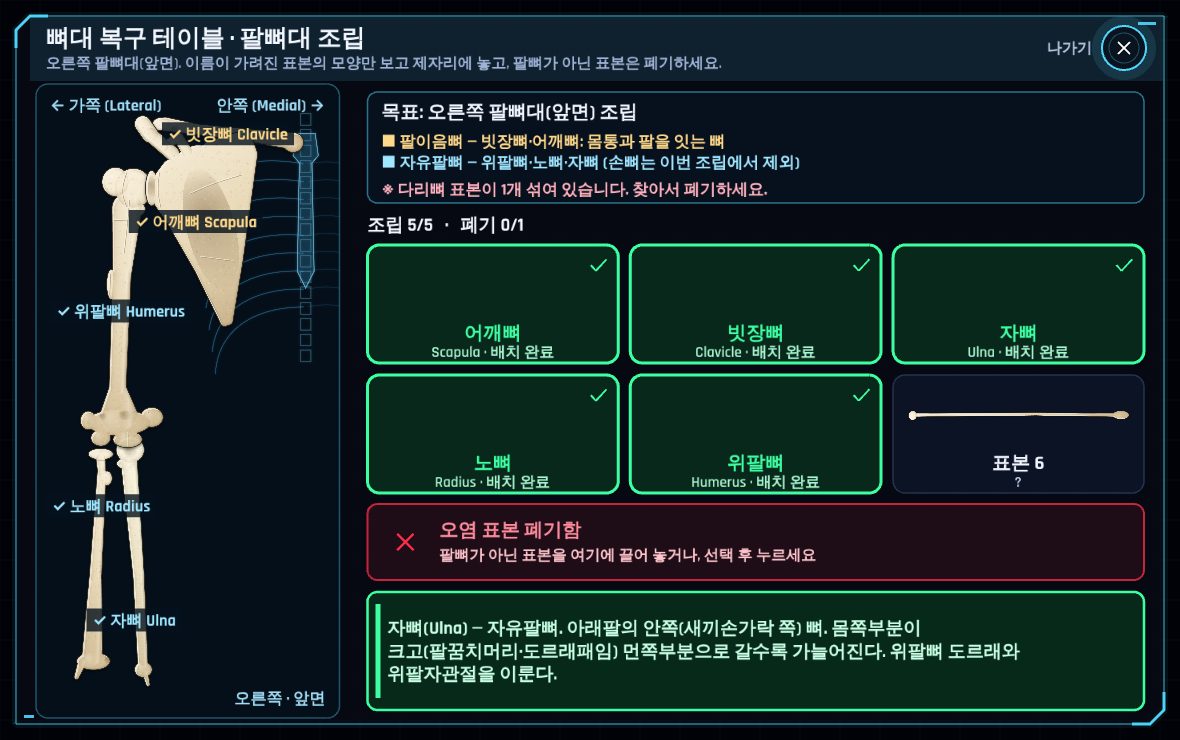 뼈대 복구 테이블 · 팔뼈대 조립
오른쪽 팔뼈대(앞면). 이름이 가려진 표본의 모양만 보고 제자리에 놓고, 팔뼈가 아닌 표본은 폐기하세요.
나가기
← 가쪽 (Lateral)
안쪽 (Medial) →
✓ 빗장뼈 Clavicle
✓ 어깨뼈 Scapula
✓ 위팔뼈 Humerus
✓ 노뼈 Radius
✓ 자뼈 Ulna
오른쪽 · 앞면
목표: 오른쪽 팔뼈대(앞면) 조립
■ 팔이음뼈 – 빗장뼈·어깨뼈: 몸통과 팔을 잇는 뼈
■ 자유팔뼈 – 위팔뼈·노뼈·자뼈 (손뼈는 이번 조립에서 제외)
※ 다리뼈 표본이 1개 섞여 있습니다. 찾아서 폐기하세요.
조립 5/5 · 폐기 0/1
어깨뼈
Scapula · 배치 완료
빗장뼈
Clavicle · 배치 완료
자뼈
Ulna · 배치 완료
노뼈
Radius · 배치 완료
위팔뼈
Humerus · 배치 완료
표본 6
?
오염 표본 폐기함
팔뼈가 아닌 표본을 여기에 끌어 놓거나, 선택 후 누르세요
자뼈(Ulna) – 자유팔뼈. 아래팔의 안쪽(새끼손가락 쪽) 뼈. 몸쪽부분이
크고(팔꿈치머리·도르래패임) 먼쪽부분으로 갈수록 가늘어진다. 위팔뼈 도르래와
위팔자관절을 이룬다.